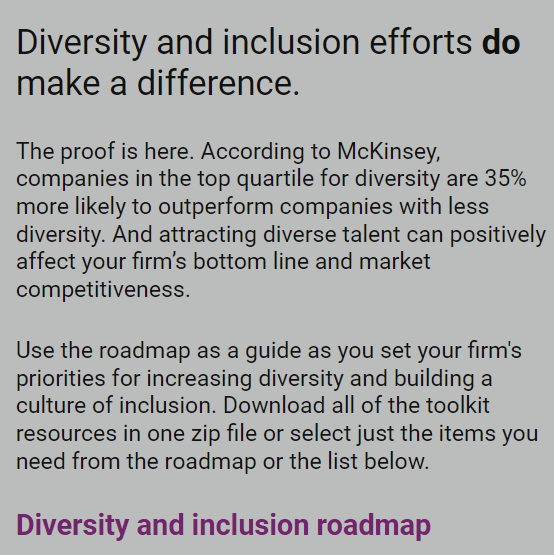 Diversity and inclusion efforts do
make a difference.
The proof is here. According to McKinsey,
companies in the top quartile for diversity are 35%
more likely to outperform companies with less
diversity. And attracting diverse talent can positively
affect your firm’s bottom line and market
competitiveness.
Use the roadmap as a guide as you set your firm's
priorities for increasing diversity and building a
culture of inclusion. Download all of the toolkit
resources in one zip file or select just the items you
need from the roadmap or the list below.
Diversity and inclusion roadmap